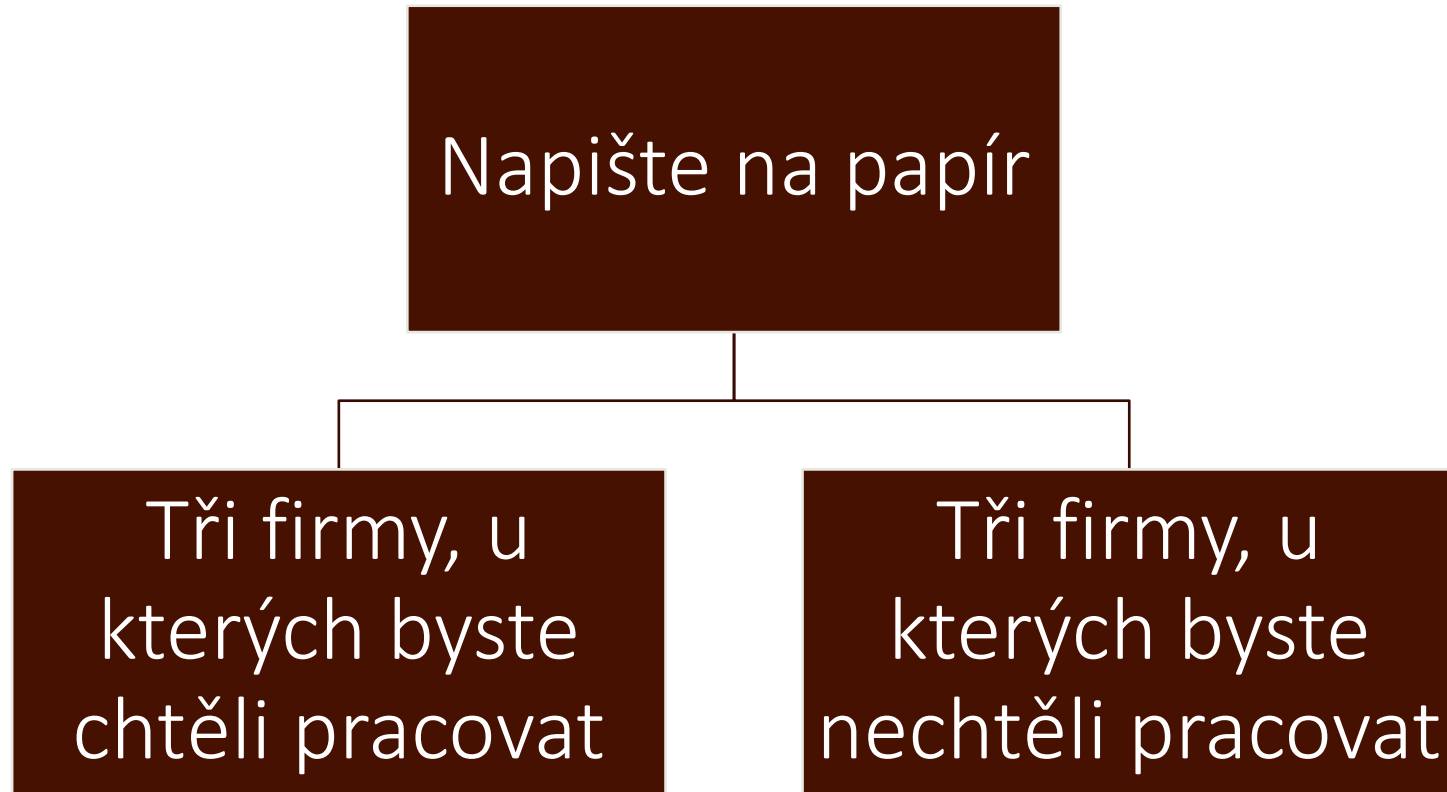 Napište na papír
Tři firmy, u
kterých byste
chtěli pracovat
Tři firmy, u
kterých byste
nechtěli pracovat